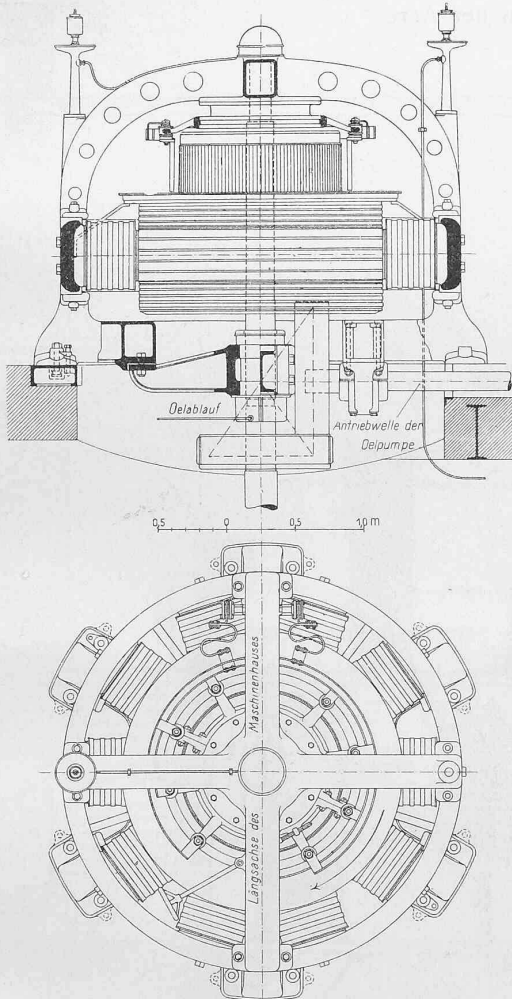 Oelablauf
Antriebwelle der
Oelpumpe
0,5 0 0,5 1,0 m
Längsachse des Maschinenhauses